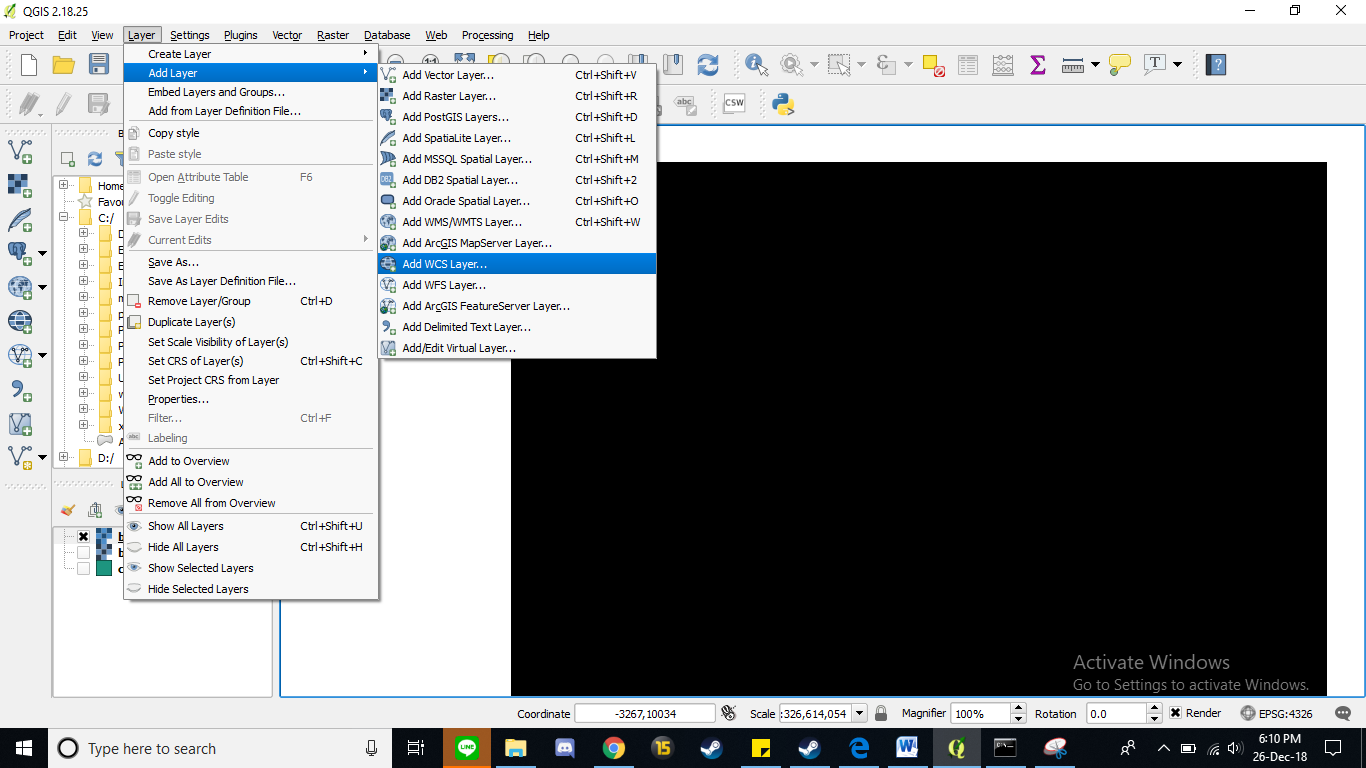 QGIS 2.18.25
Project Edit View Layer Settings Plugins Vector Raster Database Web Processing Help
Create Layer
Add Layer
Embed Layers and Groups...
Add from Layer Definition File...
Copy style
Paste style
Open Attribute Table F6
Toggle Editing
Save Layer Edits
Current Edits
Save As...
Save As Layer Definition File...
Remove Layer/Group Ctrl+D
Duplicate Layer(s)
Set Scale Visibility of Layer(s)
Set CRS of Layer(s) Ctrl+Shift+C
Set Project CRS from Layer
Properties...
Filter... Ctrl+F
abc Labeling
Add to Overview
Add All to Overview
Remove All from Overview
Show All Layers Ctrl+Shift+U
Hide All Layers Ctrl+Shift+H
Show Selected Layers
Hide Selected Layers
Add Vector Layer... Ctrl+Shift+V
Add Raster Layer... Ctrl+Shift+R
Add PostGIS Layers... Ctrl+Shift+D
Add SpatiaLite Layer... Ctrl+Shift+L
Add MSSQL Spatial Layer... Ctrl+Shift+M
DB2 Add DB2 Spatial Layer... Ctrl+Shift+2
Add Oracle Spatial Layer... Ctrl+Shift+O
Add WMS/WMTS Layer... Ctrl+Shift+W
Add ArcGIS MapServer Layer...
Add WCS Layer...
Add WFS Layer...
Add ArcGIS FeatureServer Layer...
Add Delimited Text Layer...
Add/Edit Virtual Layer...
abc CSW
Home
C:/
D:/
Activate Windows
Go to Settings to activate Windows.
Coordinate -3267,10034 Scale :326,614,054 Magnifier 100% Rotation 0.0 Render EPSG:4326
Type here to search
LINE
15
6:10 PM
26-Dec-18